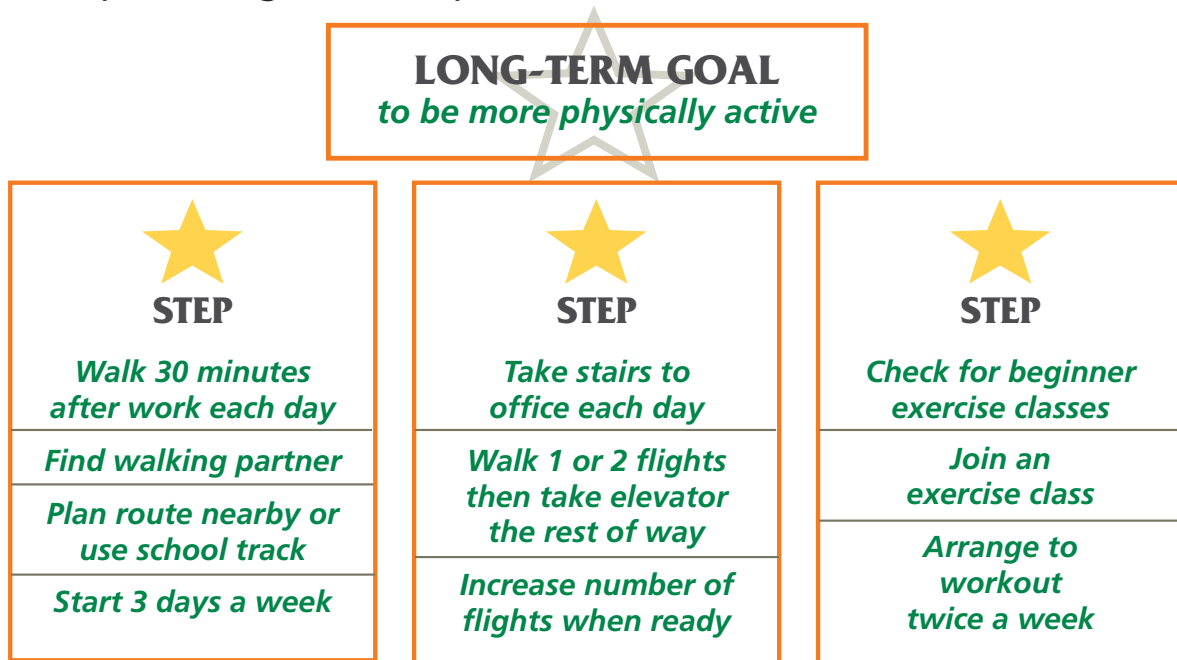 LONG-TERM GOAL
to be more physically active
STEP
Walk 30 minutes
after work each day
Find walking partner
Plan route nearby or
use school track
Start 3 days a week
STEP
Take stairs to
office each day
Walk 1 or 2 flights
then take elevator
the rest of way
Increase number of
flights when ready
STEP
Check for beginner
exercise classes
Join an
exercise class
Arrange to
workout
twice a week